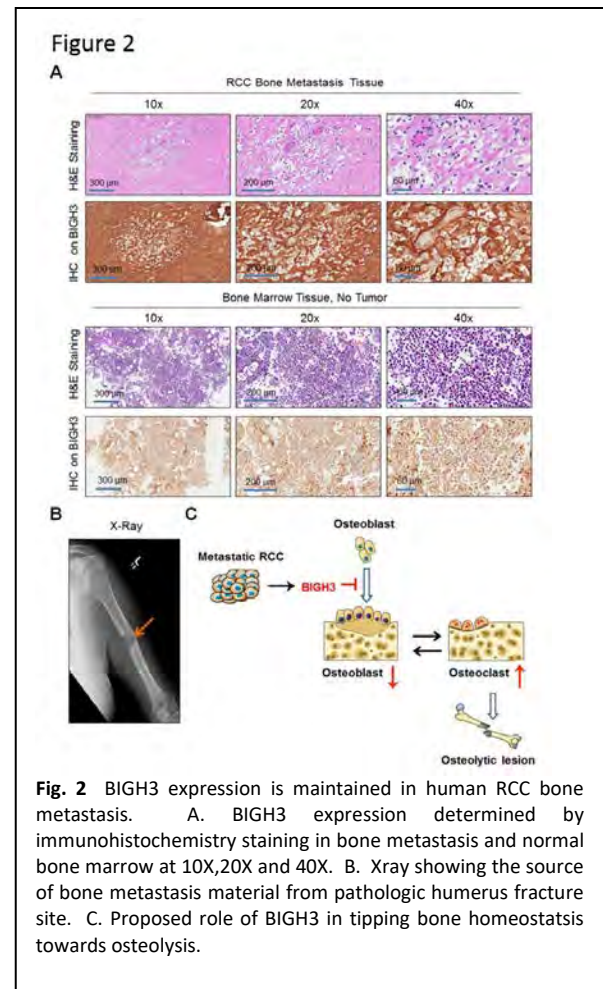 Figure 2
A
RCC Bone Metastasis Tissue
10x 20x 40x
H&E Staining
300 µm 200 µm 60 µm
IHC on BIGH3
300 µm 200 µm 60 µm
Bone Marrow Tissue, No Tumor
10x 20x 40x
H&E Staining
300 µm 200 µm 60 µm
IHC on BIGH3
300 µm 200 µm 60 µm
B C
X-Ray
Osteoblast
Metastatic RCC
BIGH3
Osteoblast Osteoclast
Osteolytic lesion
Fig. 2 BIGH3 expression is maintained in human RCC bone
metastasis. A. BIGH3 expression determined by
immunohistochemistry staining in bone metastasis and normal
bone marrow at 10X,20X and 40X. B. Xray showing the source
of bone metastasis material from pathologic humerus fracture
site. C. Proposed role of BIGH3 in tipping bone homeostatsis
towards osteolysis.